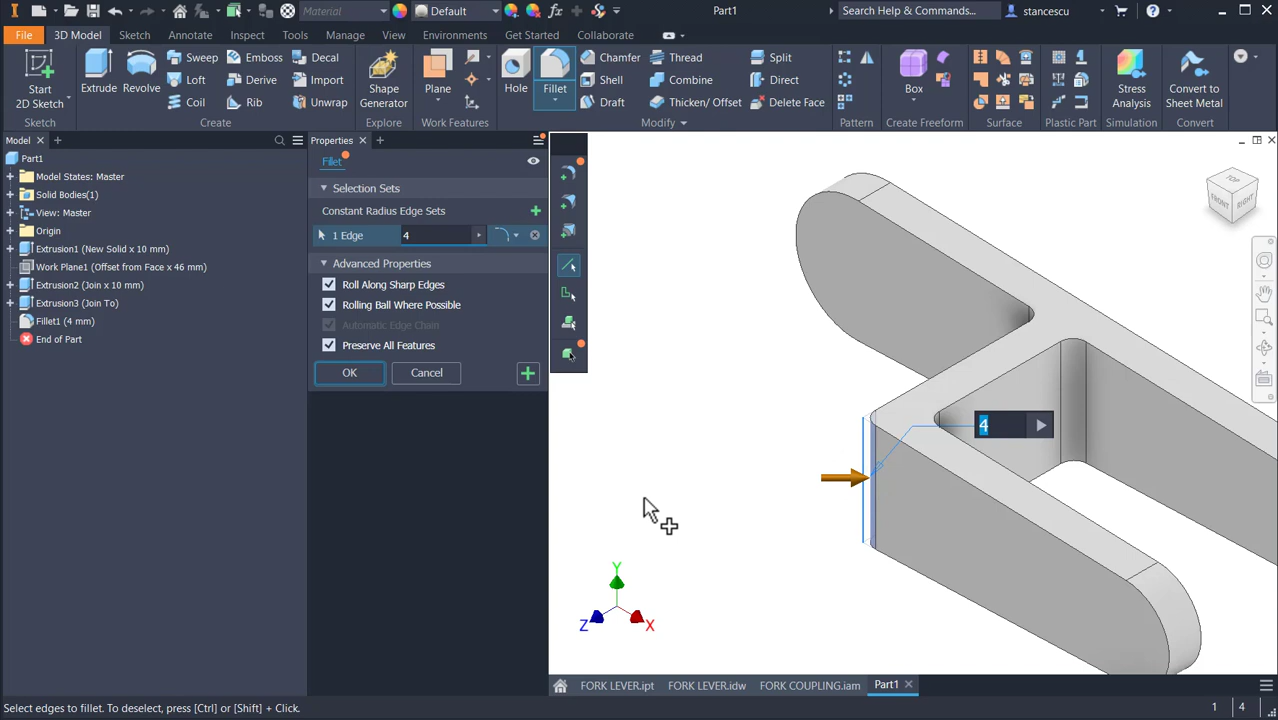 Material
Default
Part1
Search Help & Commands...
stancescu
File
3D Model
Sketch
Annotate
Inspect
Tools
Manage
View
Environments
Get Started
Collaborate
Start
2D Sketch
Sketch
Extrude
Revolve
Sweep
Loft
Coil
Emboss
Derive
Rib
Decal
Import
Unwrap
Create
Shape
Generator
Explore
Plane
Work Features
Hole
Fillet
Chamfer
Shell
Draft
Thread
Combine
Thicken/ Offset
Split
Direct
Delete Face
Modify
Pattern
Box
Create Freeform
Surface
Plastic Part
Stress
Analysis
Simulation
Convert to
Sheet Metal
Convert
Model
Part1
Model States: Master
Solid Bodies(1)
View: Master
Origin
Extrusion1 (New Solid x 10 mm)
Work Plane1 (Offset from Face x 46 mm)
Extrusion2 (Join x 10 mm)
Extrusion3 (Join To)
Fillet1 (4 mm)
End of Part
Properties
Fillet
Selection Sets
Constant Radius Edge Sets
1 Edge 4
Advanced Properties
Roll Along Sharp Edges
Rolling Ball Where Possible
Automatic Edge Chain
Preserve All Features
OK Cancel
TOP
FRONT RIGHT
4
Y
Z X
FORK LEVER.ipt FORK LEVER.idw FORK COUPLING.iam Part1
Select edges to fillet. To deselect, press [Ctrl] or [Shift] + Click.
1 4